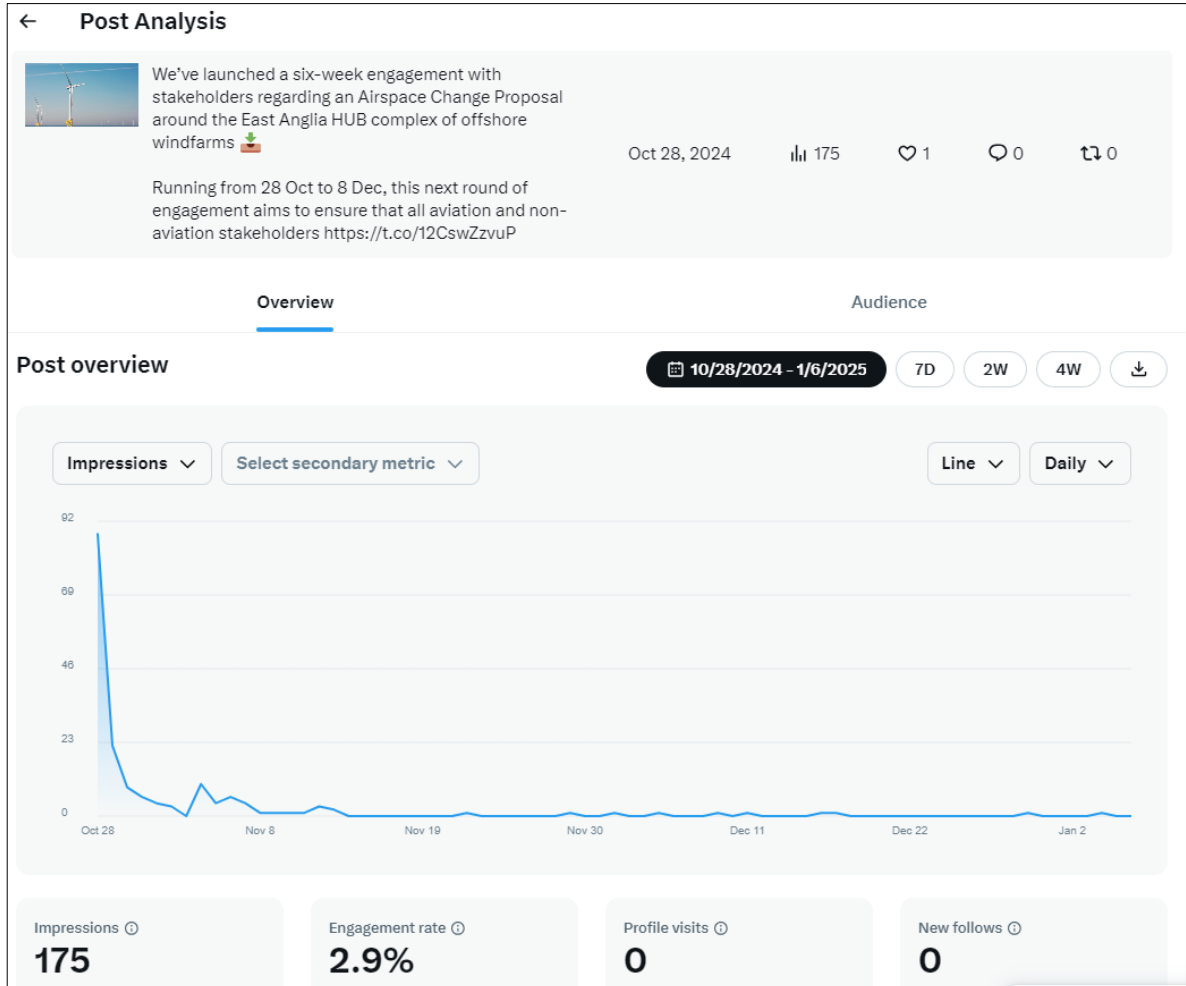 Post Analysis
We've launched a six-week engagement with
stakeholders regarding an Airspace Change Proposal
around the East Anglia HUB complex of offshore
windfarms 📥
Running from 28 Oct to 8 Dec, this next round of
engagement aims to ensure that all aviation and non-
aviation stakeholders https://t.co/12CswZzvuP
Oct 28, 2024 175 1 0 0
Overview Audience
Post overview 10/28/2024 - 1/6/2025 7D 2W 4W
Impressions Select secondary metric Line Daily
92
69
46
23
0
Oct 28 Nov 8 Nov 19 Nov 30 Dec 11 Dec 22 Jan 2
Impressions Engagement rate Profile visits New follows
175 2.9% 0 0